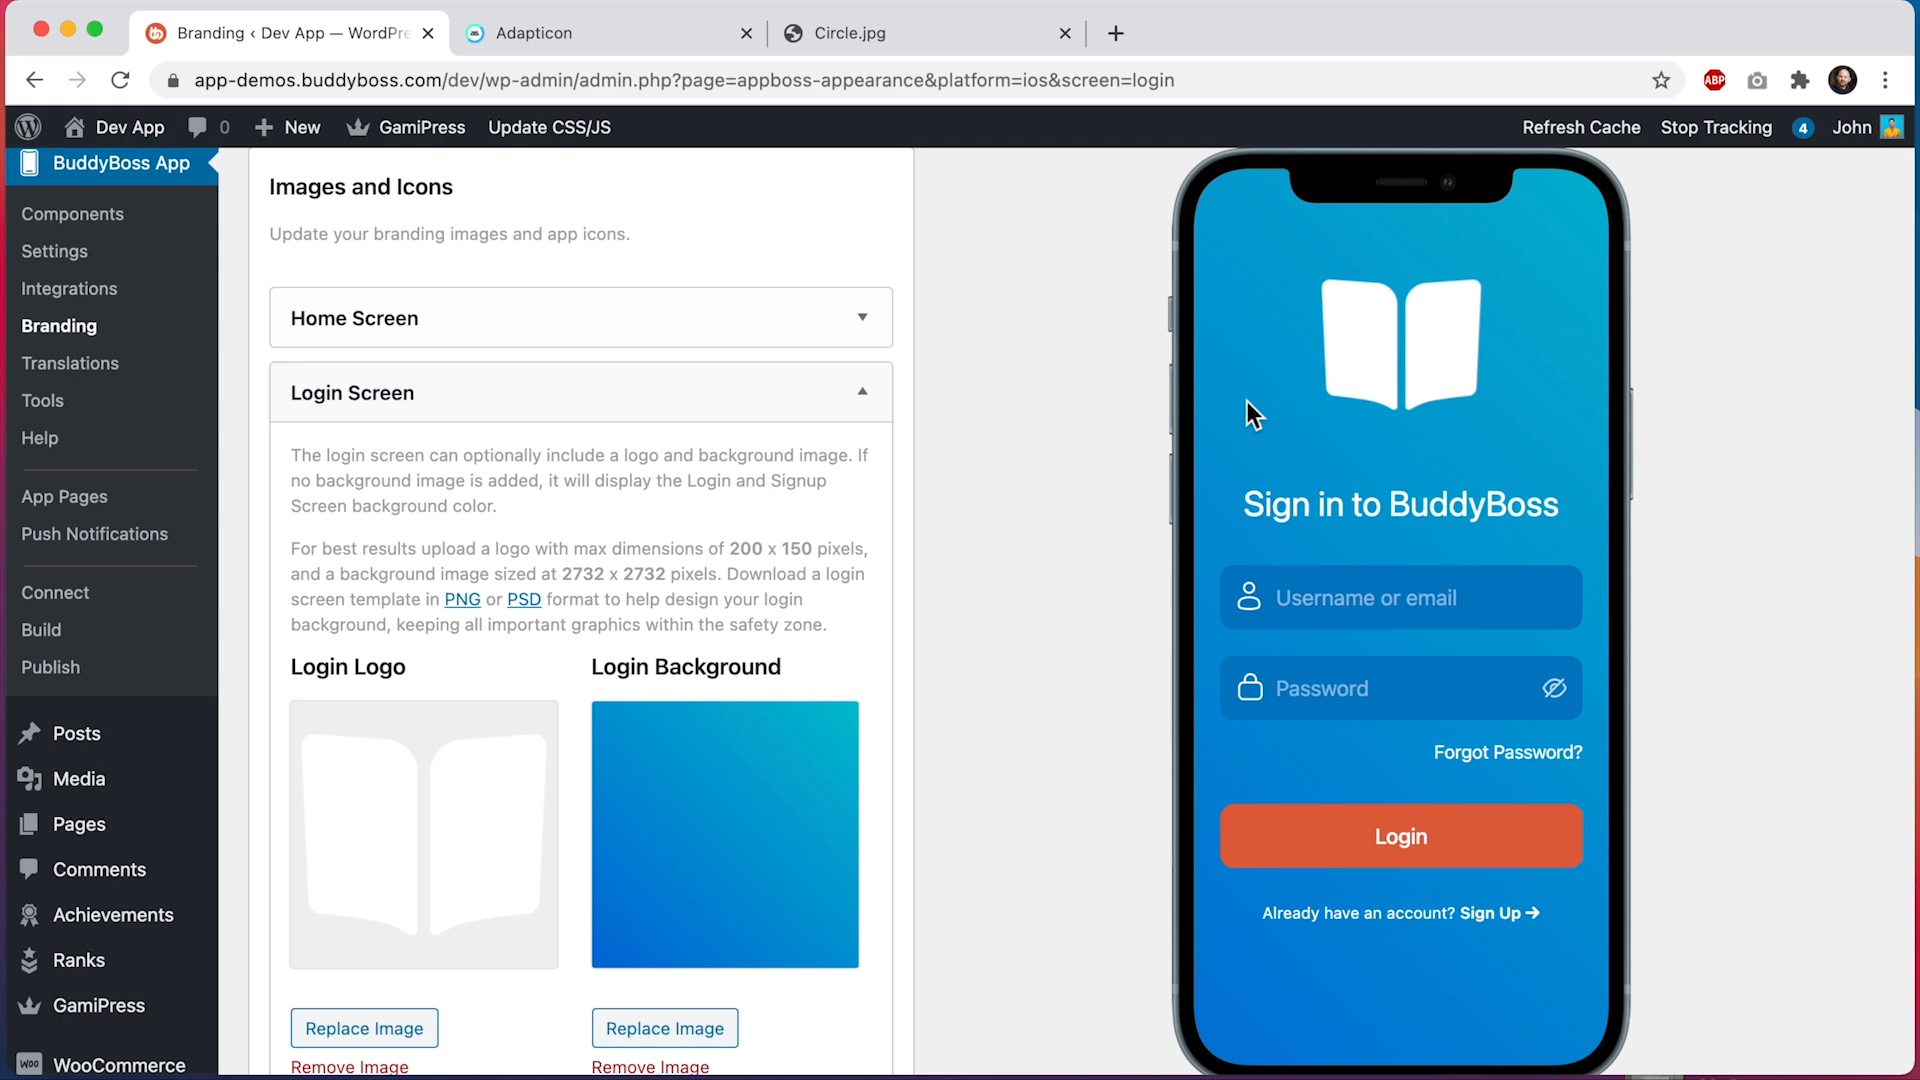 Branding ‹ Dev App — WordPre
Adapticon
Circle.jpg
app-demos.buddyboss.com/dev/wp-admin/admin.php?page=appboss-appearance&platform=ios&screen=login
ABP
Dev App
0
New
GamiPress
Update CSS/JS
Refresh Cache
Stop Tracking
4
John
BuddyBoss App
Components
Settings
Integrations
Branding
Translations
Tools
Help
App Pages
Push Notifications
Connect
Build
Publish
Posts
Media
Pages
Comments
Achievements
Ranks
GamiPress
Woo
WooCommerce
Images and Icons
Update your branding images and app icons.
Home Screen
Login Screen
The login screen can optionally include a logo and background image. If
no background image is added, it will display the Login and Signup
Screen background color.
For best results upload a logo with max dimensions of 200 x 150 pixels,
and a background image sized at 2732 x 2732 pixels. Download a login
screen template in PNG or PSD format to help design your login
background, keeping all important graphics within the safety zone.
Login Logo
Login Background
Replace Image
Replace Image
Remove Image
Remove Image
Sign in to BuddyBoss
Username or email
Password
Forgot Password?
Login
Already have an account? Sign Up →